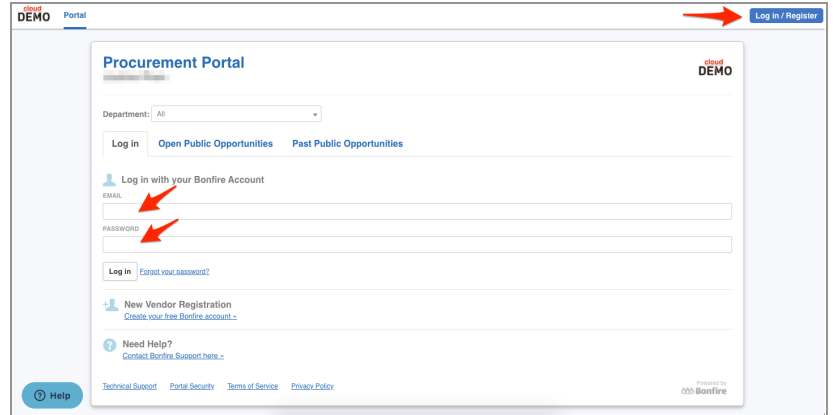 cloud
DEMO
Portal
Log in / Register
Procurement Portal
cloud
DEMO
Department: All
Log in Open Public Opportunities Past Public Opportunities
Log in with your Bonfire Account
EMAIL
PASSWORD
Log in Forgot your password?
New Vendor Registration
Create your free Bonfire account »
Need Help?
Contact Bonfire Support here »
Technical Support Portal Security Terms of Service Privacy Policy
Powered by
Bonfire
Help